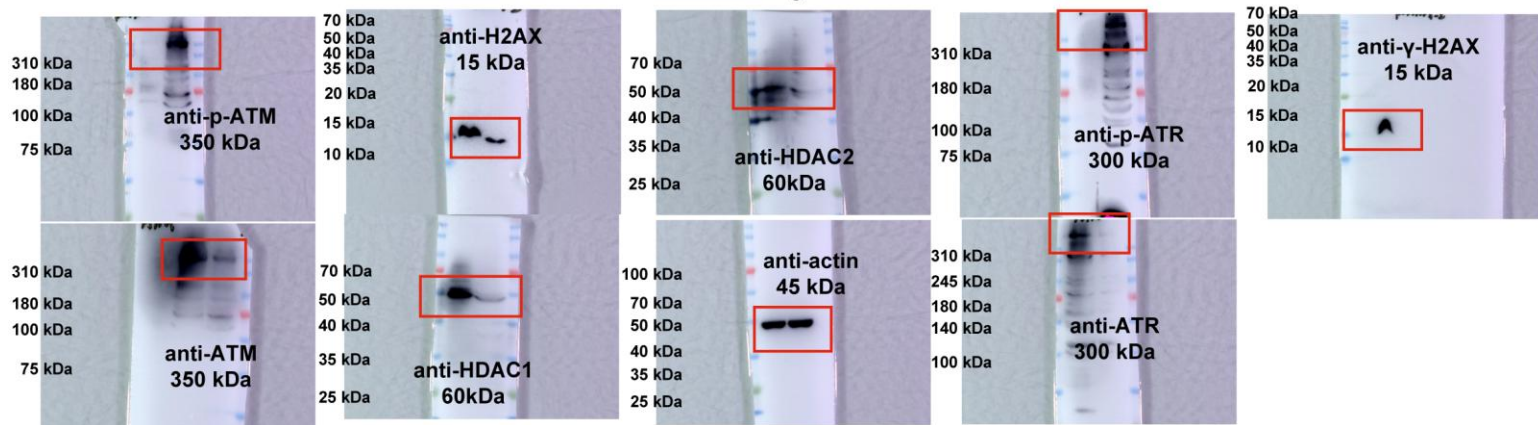 310 kDa
180 kDa
100 kDa
75 kDa
anti-p-ATM
350 kDa
70 kDa
50 kDa
40 kDa
35 kDa
20 kDa
15 kDa
10 kDa
anti-H2AX
15 kDa
70 kDa
50 kDa
40 kDa
35 kDa
25 kDa
anti-HDAC2
60kDa
310 kDa
180 kDa
100 kDa
75 kDa
anti-p-ATR
300 kDa
70 kDa
50 kDa
40 kDa
35 kDa
20 kDa
15 kDa
10 kDa
anti-γ-H2AX
15 kDa
310 kDa
180 kDa
100 kDa
75 kDa
anti-ATM
350 kDa
70 kDa
50 kDa
40 kDa
35 kDa
25 kDa
anti-HDAC1
60kDa
100 kDa
70 kDa
50 kDa
40 kDa
35 kDa
25 kDa
anti-actin
45 kDa
310 kDa
245 kDa
180 kDa
140 kDa
100 kDa
anti-ATR
300 kDa